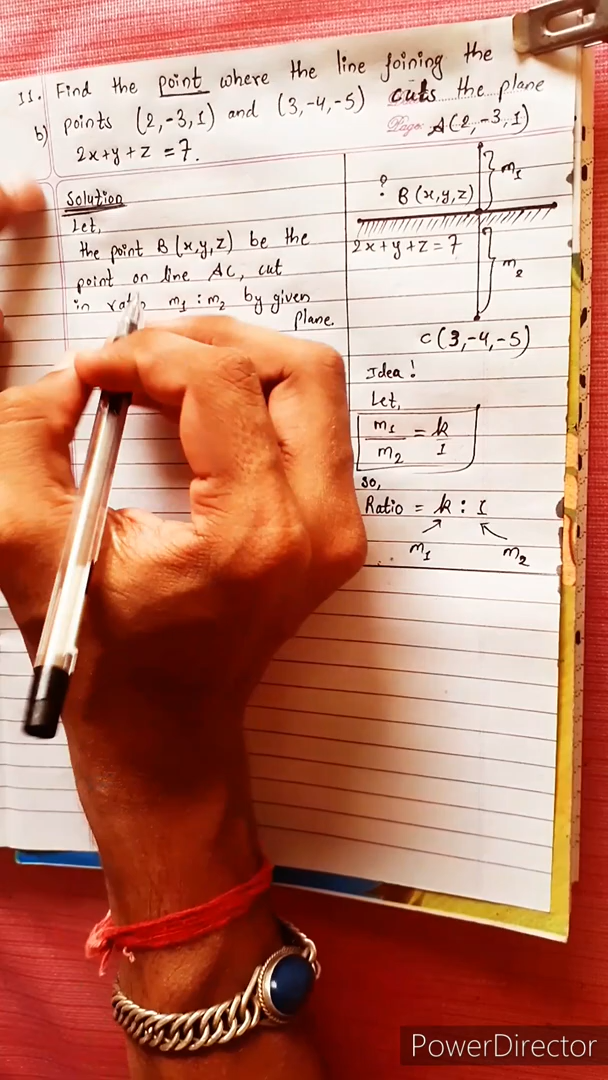 11. Find the point where the line joining the
b) points (2,-3,1) and (3,-4,-5) cuts the plane
2x+y+z=7.
Page: A(2,-3,1)
Solution
Let,
the point B(x,y,z) be the
point on line AC, cut
in ratio m₁ : m₂ by given
plane.
m₁
?
B(x,y,z)
2x+y+z=7
m₂
C(3,-4,-5)
Idea!
Let,
m₁/m₂ = k/1
So,
Ratio = k : 1
m₁ m₂
PowerDirector